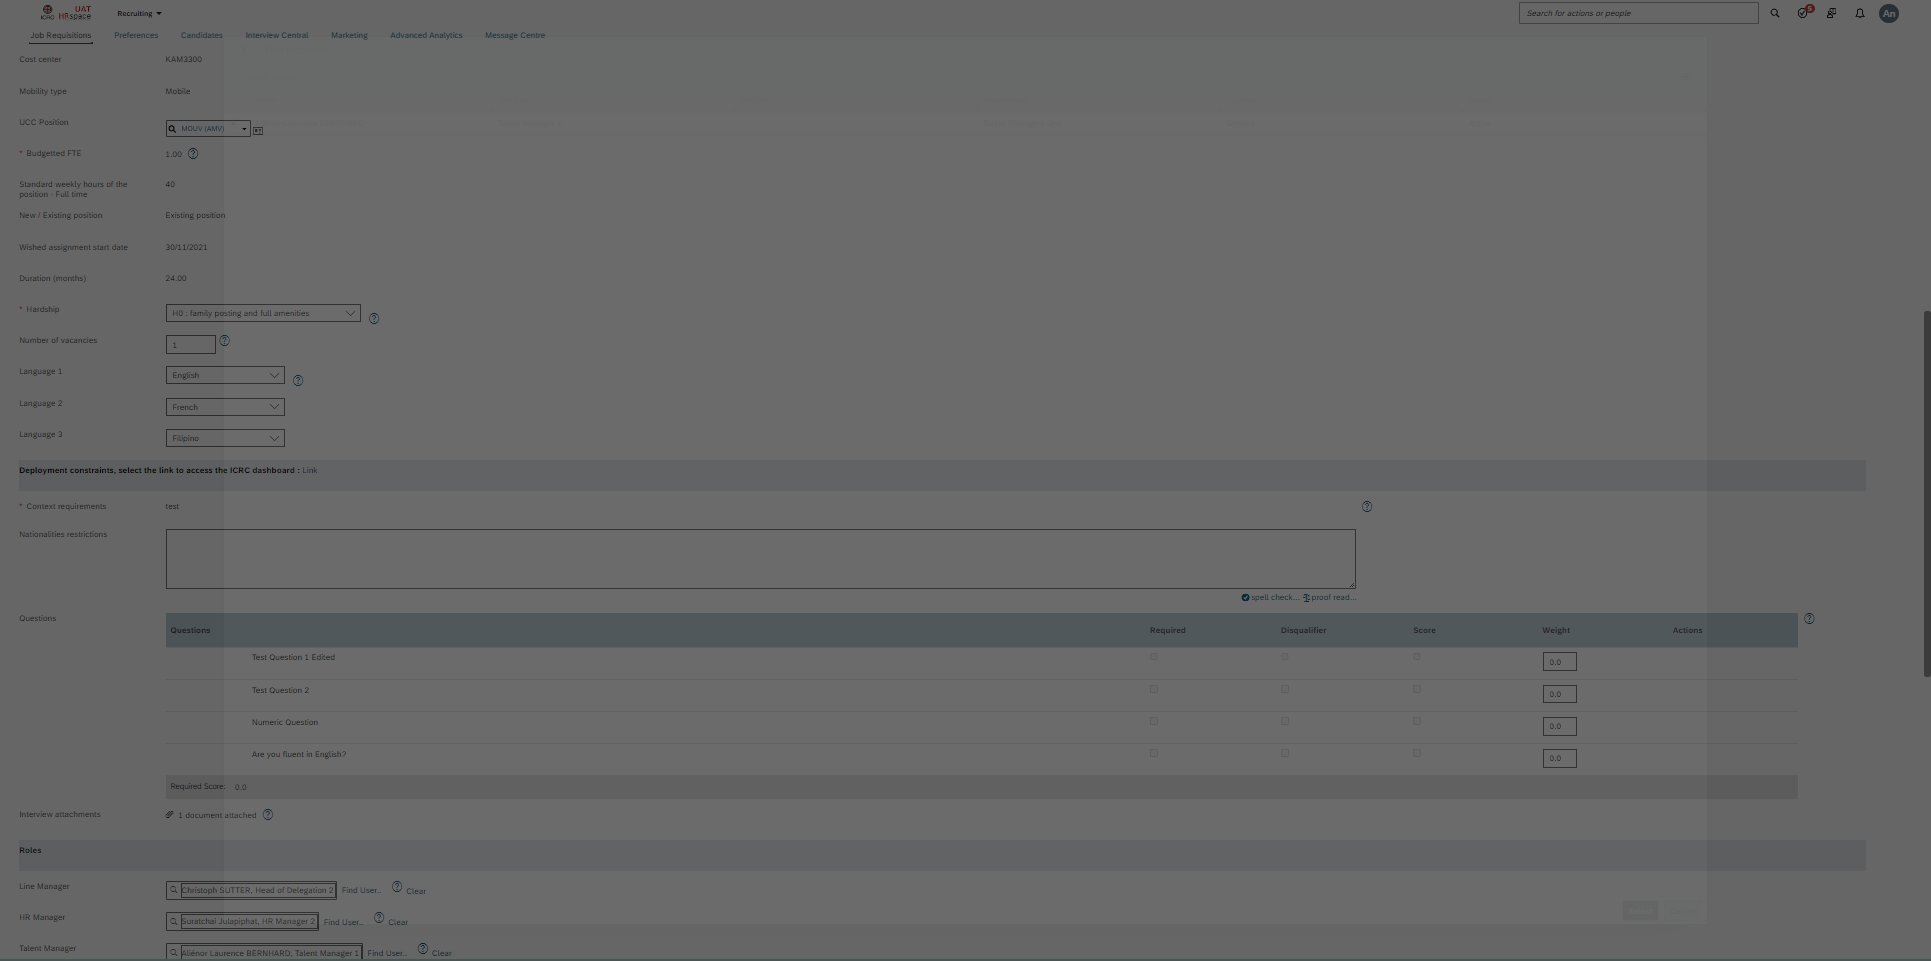 UAT
ICRC HRspace
Recruiting
Search for actions or people
5
An
Job Requisitions
Preferences
Candidates
Interview Central
Marketing
Advanced Analytics
Message Centre
Cost center KAM3300
Mobility type Mobile
UCC Position MOUV (AMV)
* Budgetted FTE 1.00
Standard weekly hours of the
position - Full time 40
New / Existing position Existing position
Wished assignment start date 30/11/2021
Duration (months) 24.00
* Hardship H0 : family posting and full amenities
Number of vacancies 1
Language 1 English
Language 2 French
Language 3 Filipino
Deployment constraints, select the link to access the ICRC dashboard : Link
* Context requirements test
Nationalities restrictions
spell check... proof read...
Questions
Questions Required Disqualifier Score Weight Actions
Test Question 1 Edited 0.0
Test Question 2 0.0
Numeric Question 0.0
Are you fluent in English? 0.0
Required Score: 0.0
Interview attachments 1 document attached
Roles
Line Manager Christoph SUTTER, Head of Delegation 2 Find User... Clear
HR Manager Suratchai Julapiphat, HR Manager 2 Find User... Clear
Talent Manager Aliénor Laurence BERNHARD, Talent Manager 1 Find User... Clear